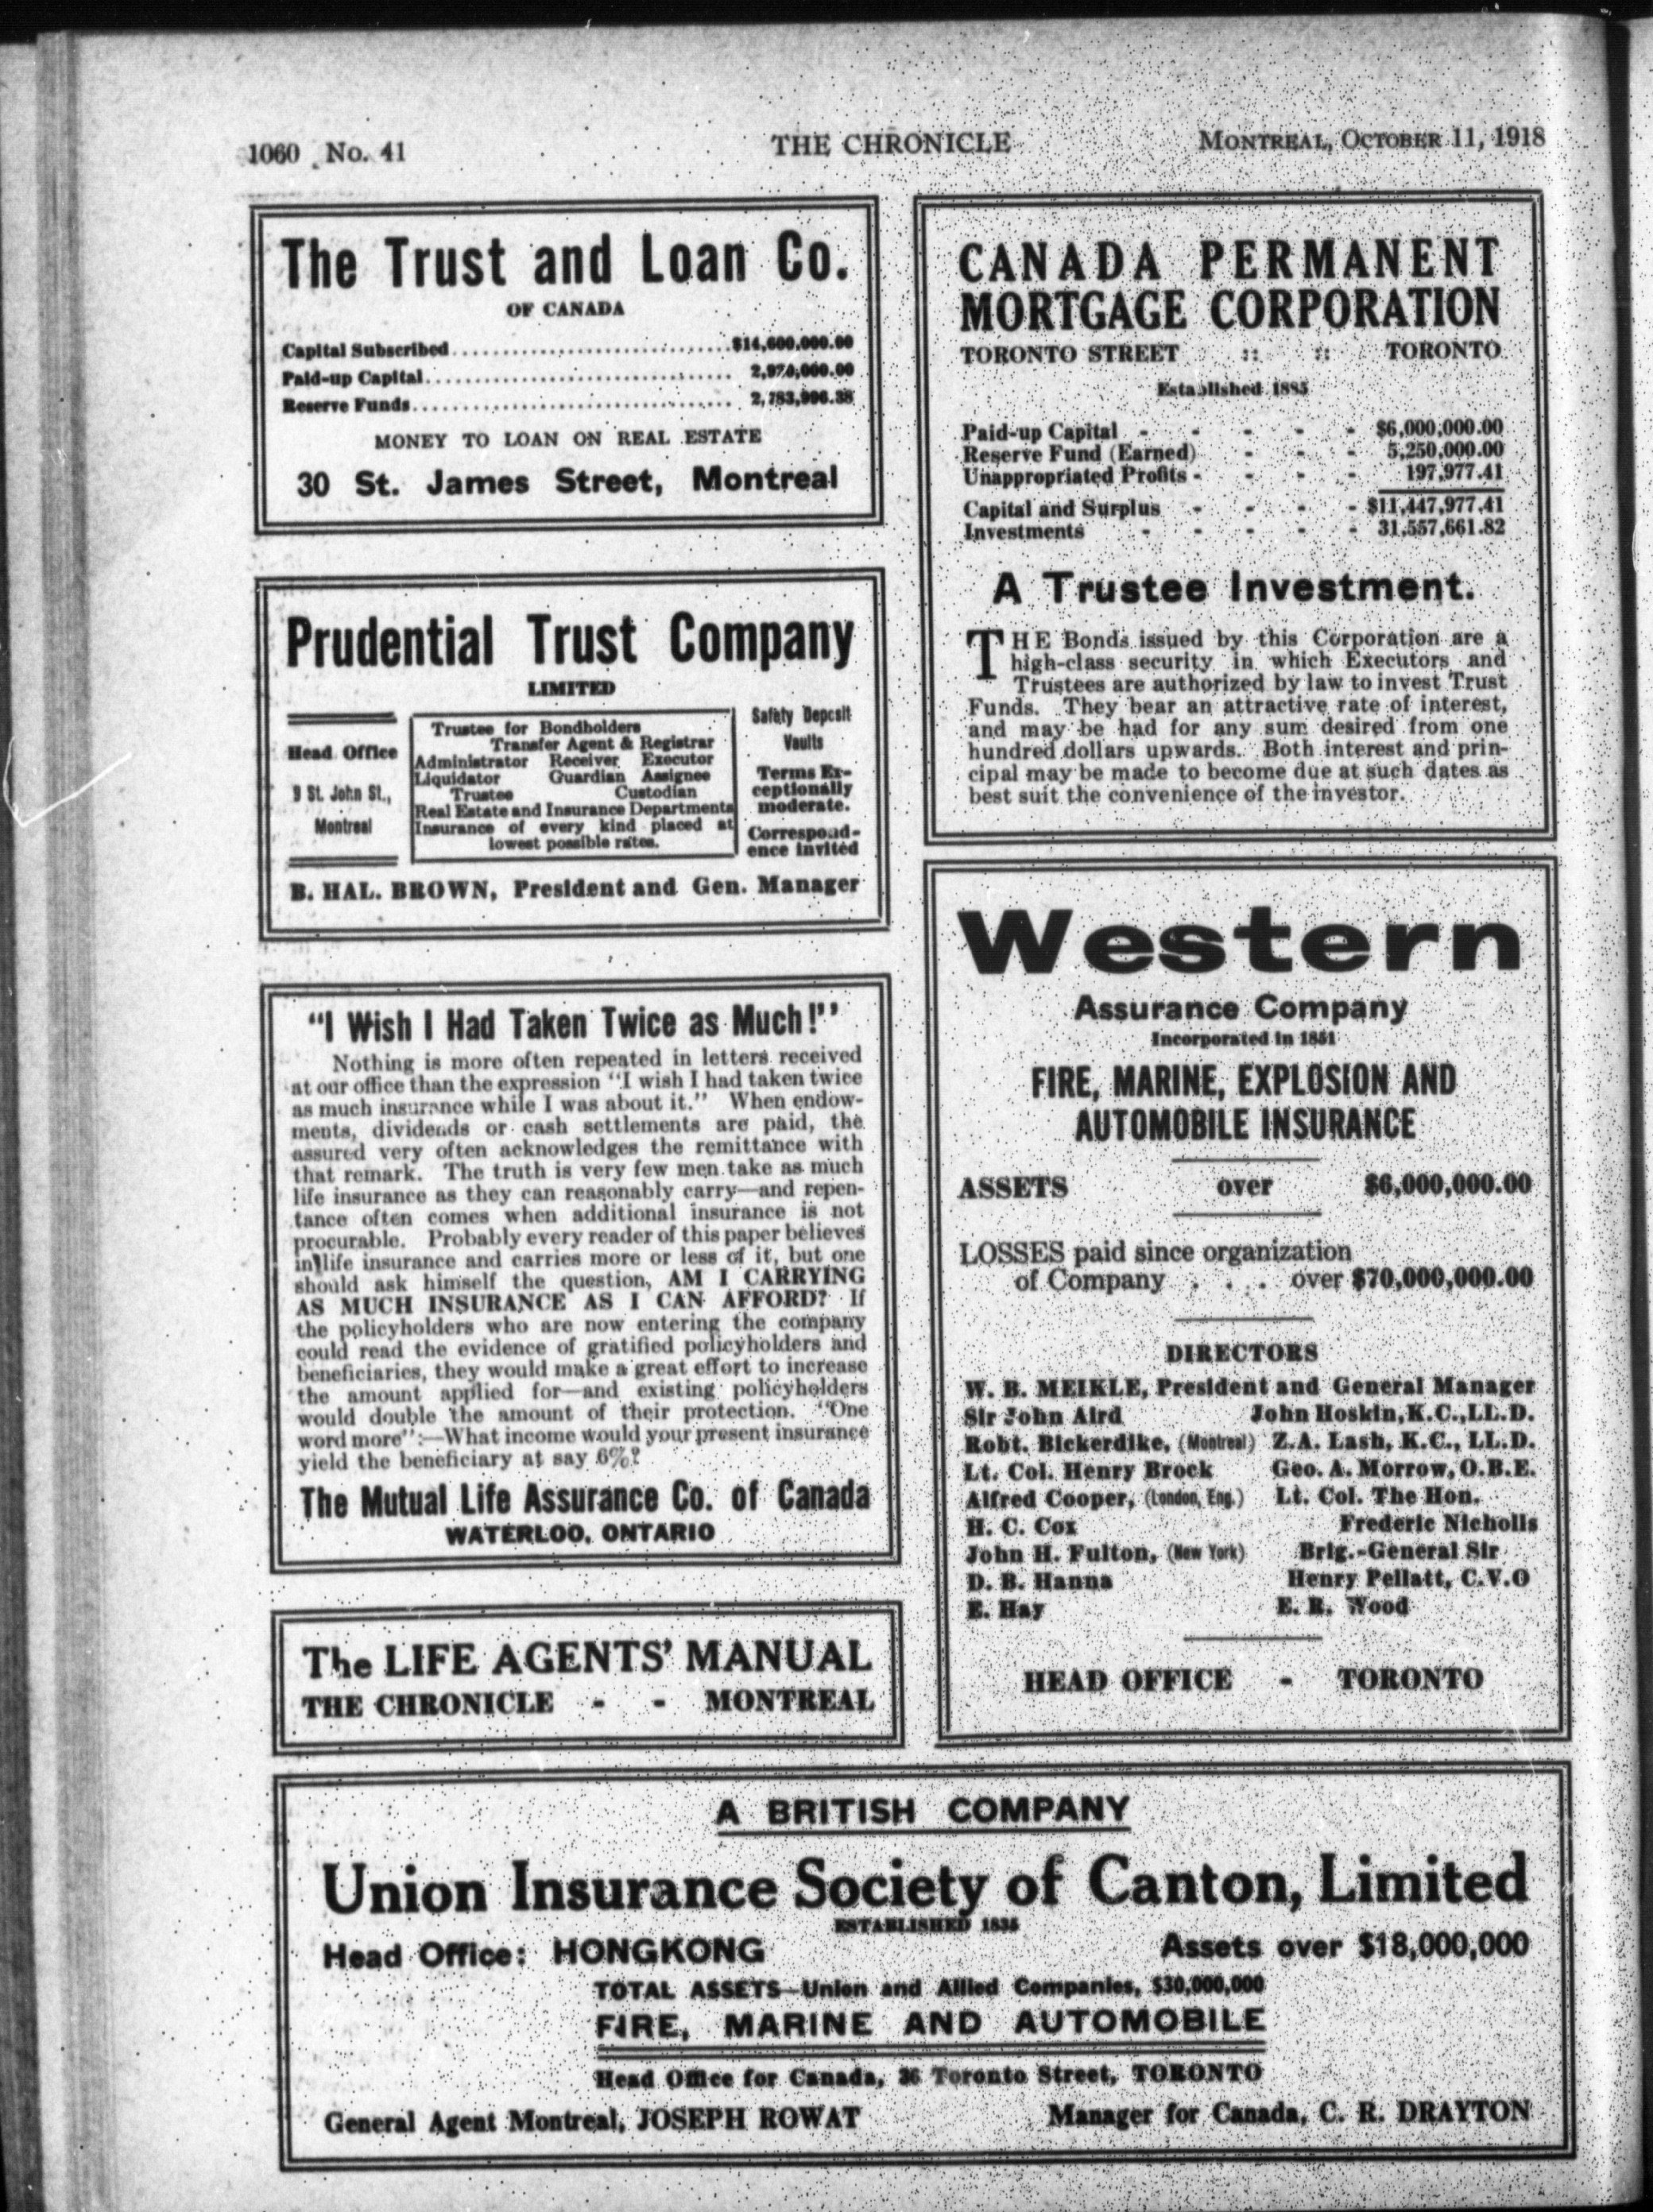 1060 No. 41 THE CHRONICLE MONTREAL, OCTOBER 11, 1918
The Trust and Loan Co.
OF CANADA
Capital Subscribed $14,600,000.00
Paid-up Capital
Reserve Funds
MONEY TO LOAN ON REAL ESTATE
30 St. James Street, Montreal
Prudential Trust Company
LIMITED
Head Office
9 St. John St.,
Montreal
Trustee for Bondholders
Transfer Agent & Registrar
Administrator Receiver Executor
Liquidator Guardian Assignee
Trustee Custodian
Real Estate and Insurance Departments
Insurance of every kind placed at
lowest possible rates.
Safety Deposit
Vaults
Terms Ex-
ceptionally
moderate.
Correspond-
ence invited
B. HAL. BROWN, President and Gen. Manager
"I Wish I Had Taken Twice as Much!"
Nothing is more often repeated in letters received
at our office than the expression "I wish I had taken twice
as much insurance while I was about it." When endow-
ments, dividends or cash settlements are paid, the
assured very often acknowledges the remittance with
that remark. The truth is very few men take as much
life insurance as they can reasonably carry—and repen-
tance often comes when additional insurance is not
procurable. Probably every reader of this paper believes
in life insurance and carries more or less of it, but one
should ask himself the question, AM I CARRYING
AS MUCH INSURANCE AS I CAN AFFORD? If
the policyholders who are now entering the company
could read the evidence of gratified policyholders and
beneficiaries, they would make a great effort to increase
the amount applied for—and existing policyholders
would double the amount of their protection. "One
word more":—What income would your present insurance
yield the beneficiary at say 6%?
The Mutual Life Assurance Co. of Canada
WATERLOO, ONTARIO
The LIFE AGENTS' MANUAL
THE CHRONICLE - - MONTREAL
CANADA PERMANENT
MORTGAGE CORPORATION
TORONTO STREET :: :: TORONTO
Established 1885
Paid-up Capital - - - - - $6,000,000.00
Reserve Fund (Earned) - - - 5,250,000.00
Unappropriated Profits - - - - 197,977.41
Capital and Surplus - - - - $11,447,977.41
Investments - - - - - 31,557,661.82
A Trustee Investment.
THE Bonds issued by this Corporation are a
high-class security in which Executors and
Trustees are authorized by law to invest Trust
Funds. They bear an attractive rate of interest,
and may be had for any sum desired from one
hundred dollars upwards. Both interest and prin-
cipal may be made to become due at such dates as
best suit the convenience of the investor.
Western
Assurance Company
Incorporated in 1851
FIRE, MARINE, EXPLOSION AND
AUTOMOBILE INSURANCE
ASSETS over $6,000,000.00
LOSSES paid since organization
of Company . . . over $70,000,000.00
DIRECTORS
W. B. MEIKLE, President and General Manager
Sir John Aird John Hoskin, K.C., LL.D.
Robt. Bickerdike, (Montreal) Z.A. Lash, K.C., LL.D.
Lt. Col. Henry Brock Geo. A. Morrow, O.B.E.
Alfred Cooper, (London, Eng.) Lt. Col. The Hon.
H. C. Cox Frederic Nicholls
John H. Fulton, (New York) Brig.-General Sir
D. B. Hanna Henry Pellatt, C.V.O
E. Hay E. R. Wood
HEAD OFFICE - TORONTO
A BRITISH COMPANY
Union Insurance Society of Canton, Limited
ESTABLISHED 1835
Head Office: HONGKONG Assets over $18,000,000
TOTAL ASSETS—Union and Allied Companies, $30,000,000
FIRE, MARINE AND AUTOMOBILE
Head Office for Canada, 36 Toronto Street, TORONTO
General Agent Montreal, JOSEPH ROWAT Manager for Canada, C. R. DRAYTON